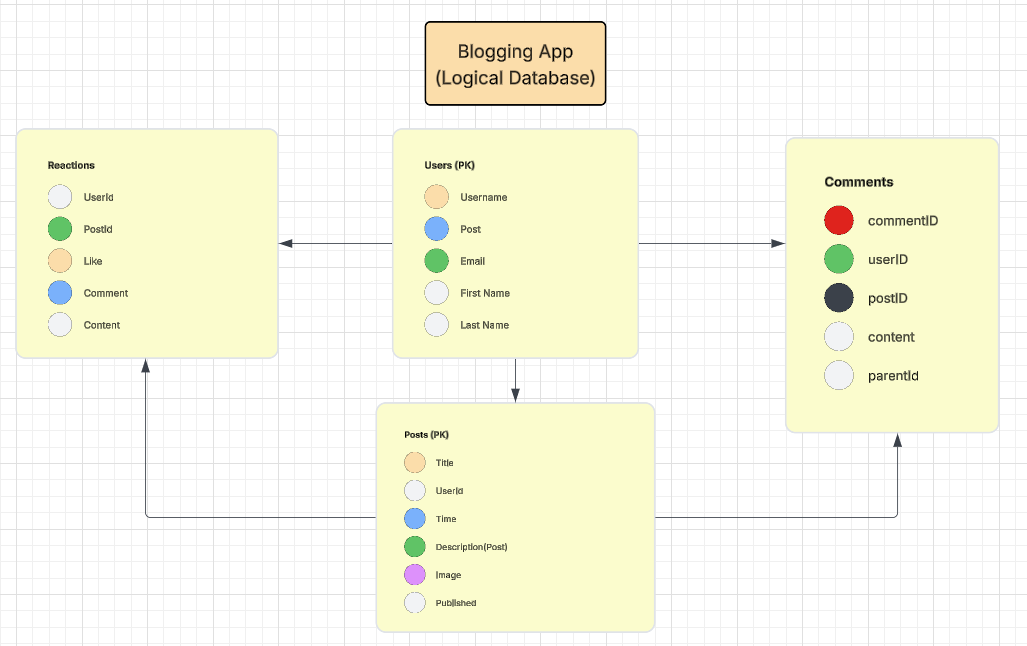 Blogging App
(Logical Database)
Reactions
UserId
PostId
Like
Comment
Content
Users (PK)
Username
Post
Email
First Name
Last Name
Comments
commentID
userID
postID
content
parentId
Posts (PK)
Title
UserId
Time
Description(Post)
Image
Published